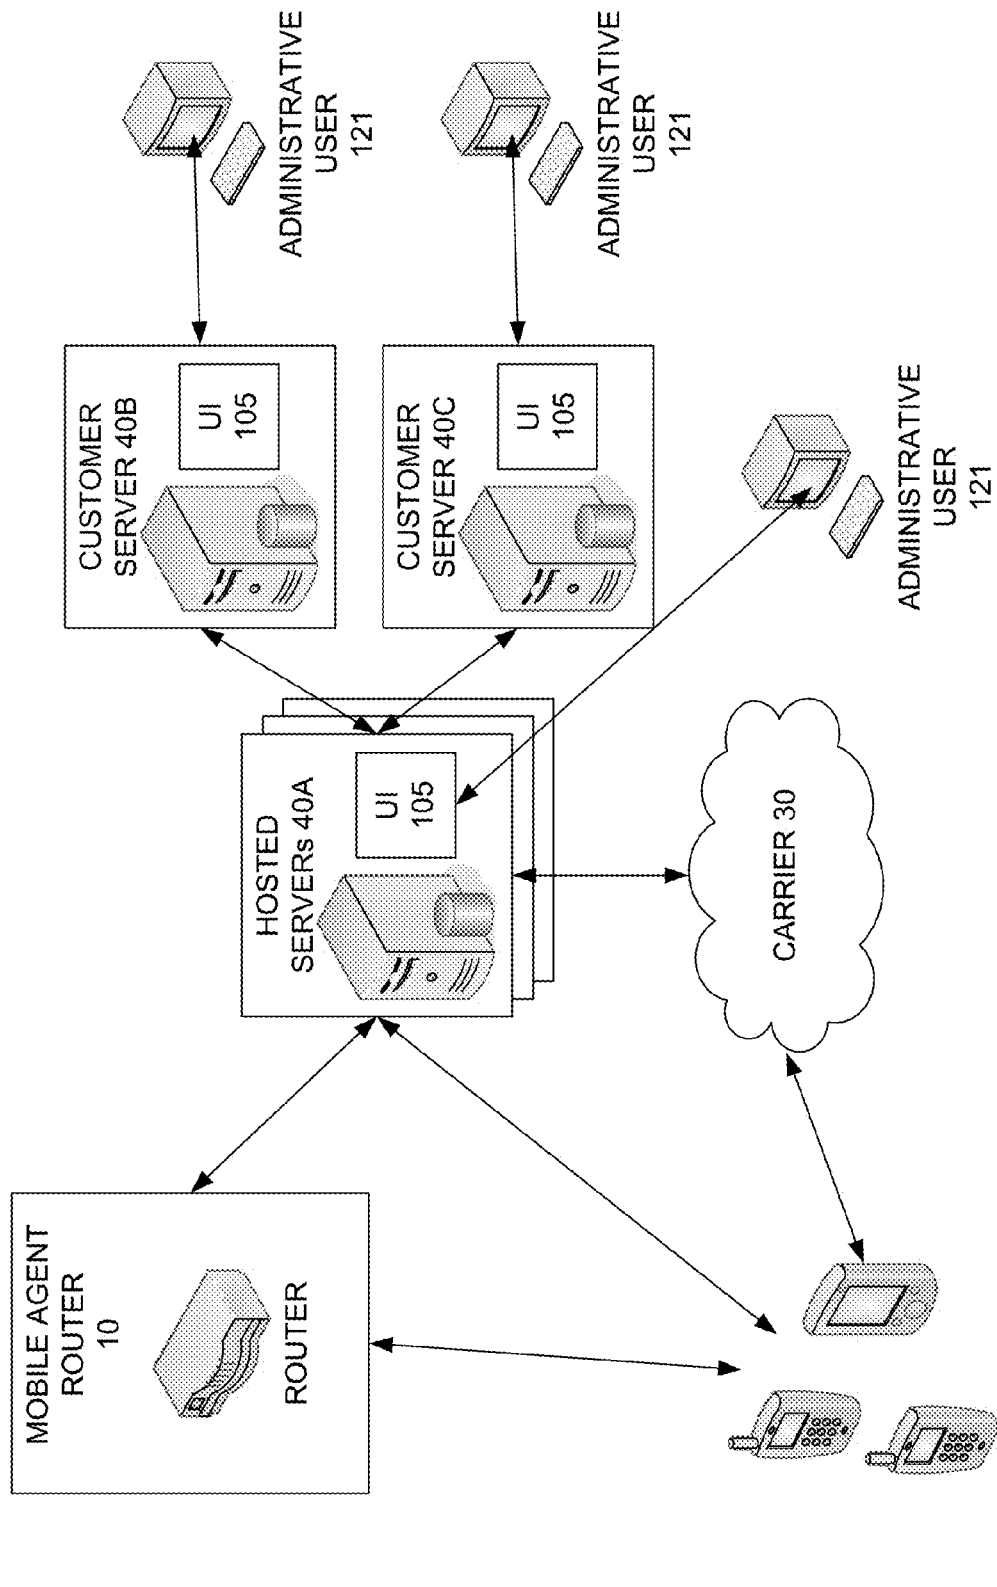 MOBILE AGENT
ROUTER
10
ROUTER
HOSTED
SERVERs 40A
UI
105
CUSTOMER
SERVER 40B
UI
105
CUSTOMER
SERVER 40C
UI
105
ADMINISTRATIVE
USER
121
ADMINISTRATIVE
USER
121
ADMINISTRATIVE
USER
121
CARRIER 30